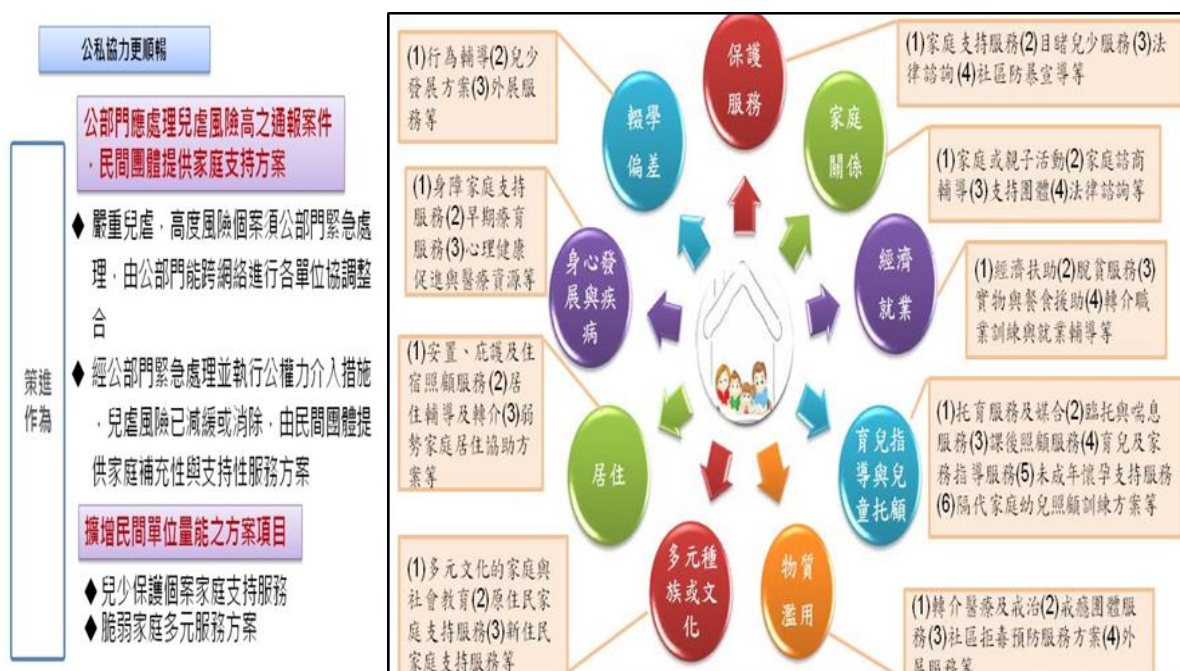 公私協力更順暢
公部門應處理兒虐風險高之通報案件
，民間團體提供家庭支持方案
策進
作為
◆ 嚴重兒虐，高度風險個案須公部門緊急處
理，由公部門能跨網絡進行各單位協調整
合
◆ 經公部門緊急處理並執行公權力介入措施
，兒虐風險已減緩或消除，由民間團體提
供家庭補充性與支持性服務方案
擴增民間單位量能之方案項目
◆兒少保護個案家庭支持服務
◆脆弱家庭多元服務方案
保護
服務
(1)家庭支持服務(2)目睹兒少服務(3)法
律諮詢(4)社區防暴宣導等
家庭
關係
(1)家庭或親子活動(2)家庭諮商
輔導(3)支持團體(4)法律諮詢等
經濟
就業
(1)經濟扶助(2)脫貧服務(3)
實物與餐食援助(4)轉介職
業訓練與就業輔導等
育兒指
導與兒
童托顧
(1)托育服務及媒合(2)臨托與喘息
服務(3)課後照顧服務(4)育兒及家
務指導服務(5)未成年懷孕支持服務
(6)隔代家庭幼兒照顧訓練方案等
物質
濫用
(1)轉介醫療及戒治(2)戒癮團體服
務(3)社區拒毒預防服務方案(4)外
展服務等
多元種
族或文
化
(1)多元文化的家庭與
社會教育(2)原住民家
庭支持服務(3)新住民
家庭支持服務等
居住
(1)安置、庇護及住
宿照顧服務(2)居
住輔導及轉介(3)弱
勢家庭居住協助方
案等
身心發
展與疾
病
(1)身障家庭支持
服務(2)早期療育
服務(3)心理健康
促進與醫療資源等
輟學
偏差
(1)行為輔導(2)兒少
發展方案(3)外展服
務等